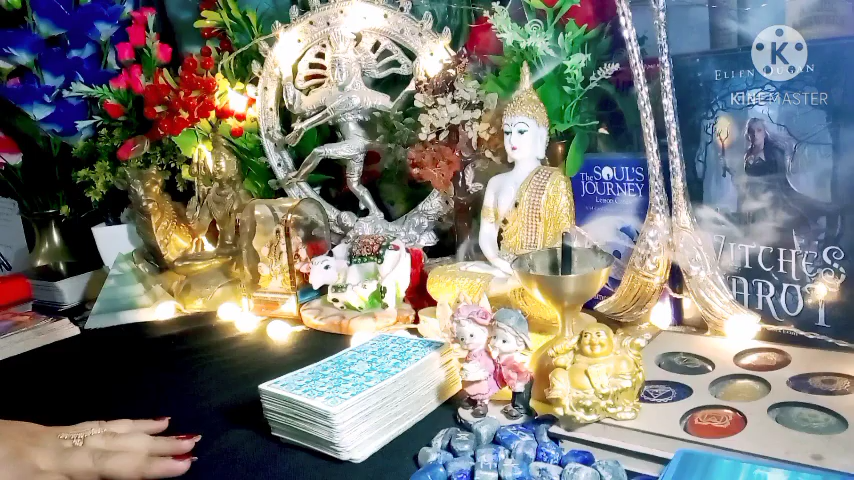 ELLEN DUGAN
KINEMASTER
The SOUL'S
JOURNEY
WITCHES
TAROT